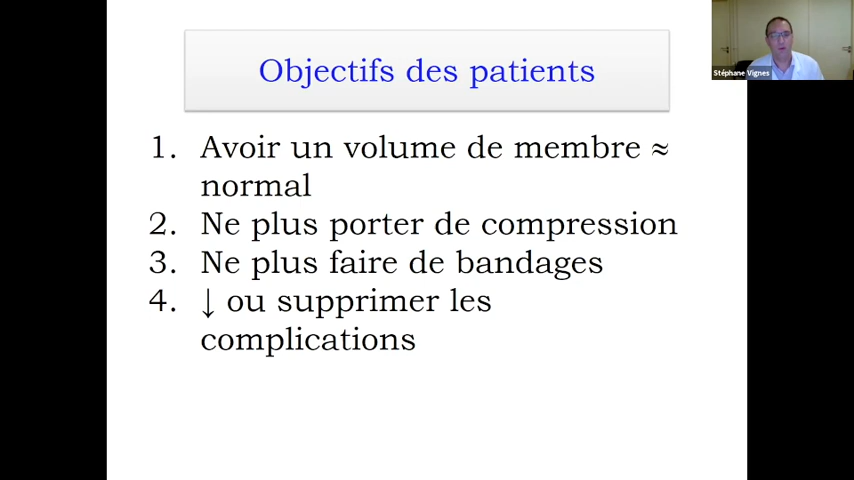 Objectifs des patients
Stéphane Vignes
1. Avoir un volume de membre ≈
normal
2. Ne plus porter de compression
3. Ne plus faire de bandages
4. ↓ ou supprimer les
complications